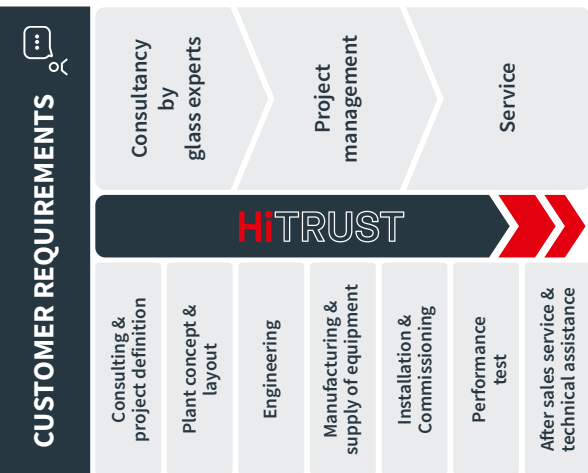 CUSTOMER REQUIREMENTS
Consultancy
by
glass experts
Project
management
Service
HiTRUST
Consulting &
project definition
Plant concept &
layout
Engineering
Manufacturing &
supply of equipment
Installation &
Commissioning
Performance
test
After sales service &
technical assistance